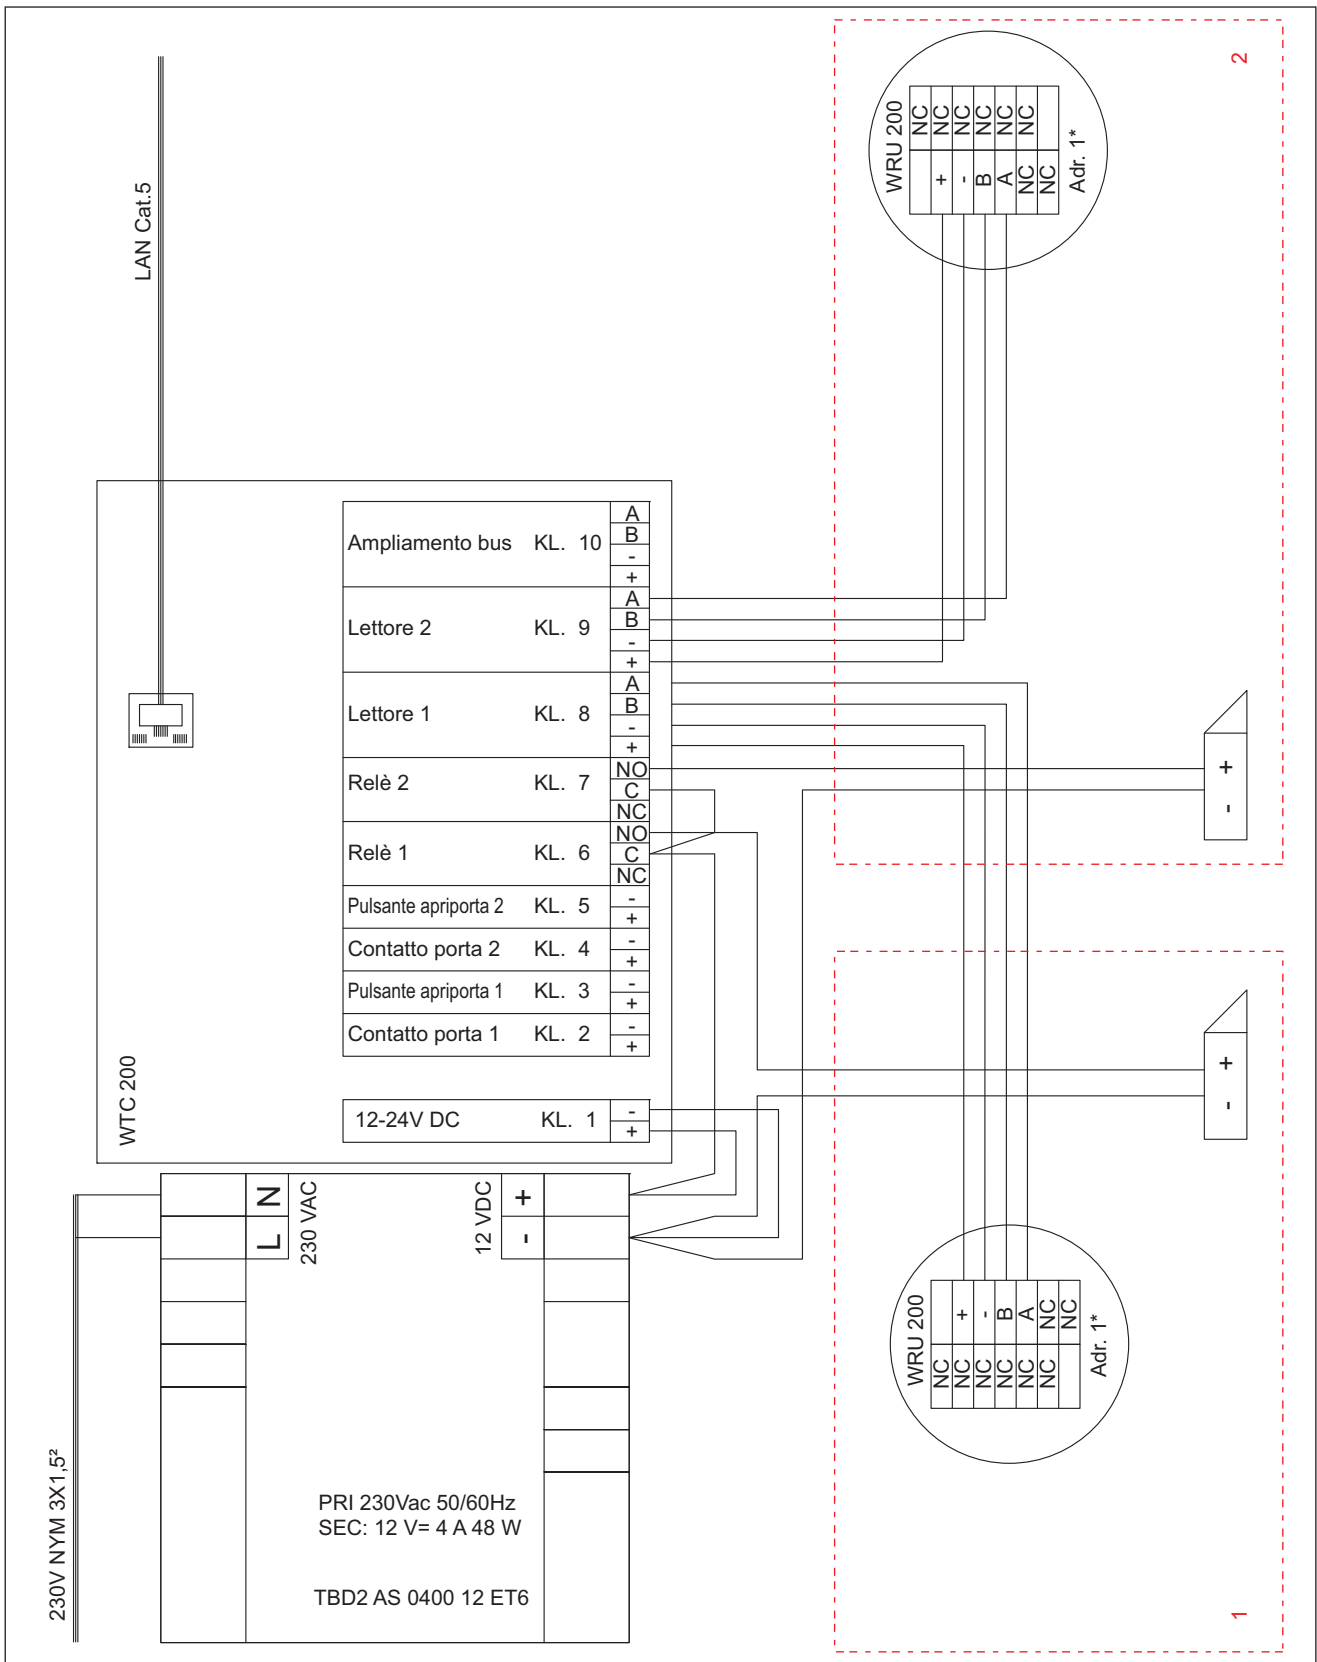 LAN Cat.5
2
WRU 200
NC
NC NC NC NC NC
+ - B A NC NC
Adr. 1*
Ampliamento bus KL. 10
A
B
-
+
Lettore 2 KL. 9
A
B
-
+
Lettore 1 KL. 8
A
B
-
+
Relè 2 KL. 7
NO
C
NC
Relè 1 KL. 6
NO
C
NC
Pulsante apriporta 2 KL. 5
-
+
Contatto porta 2 KL. 4
-
+
Pulsante apriporta 1 KL. 3
-
+
Contatto porta 1 KL. 2
-
+
12-24V DC KL. 1
-
+
WTC 200
+
-
+
-
N
L
230 VAC
12 VDC
+
-
PRI 230Vac 50/60Hz
SEC: 12 V= 4 A 48 W
TBD2 AS 0400 12 ET6
230V NYM 3X1,5²
WRU 200
+ - B A NC NC
NC NC NC NC NC NC
Adr. 1*
1